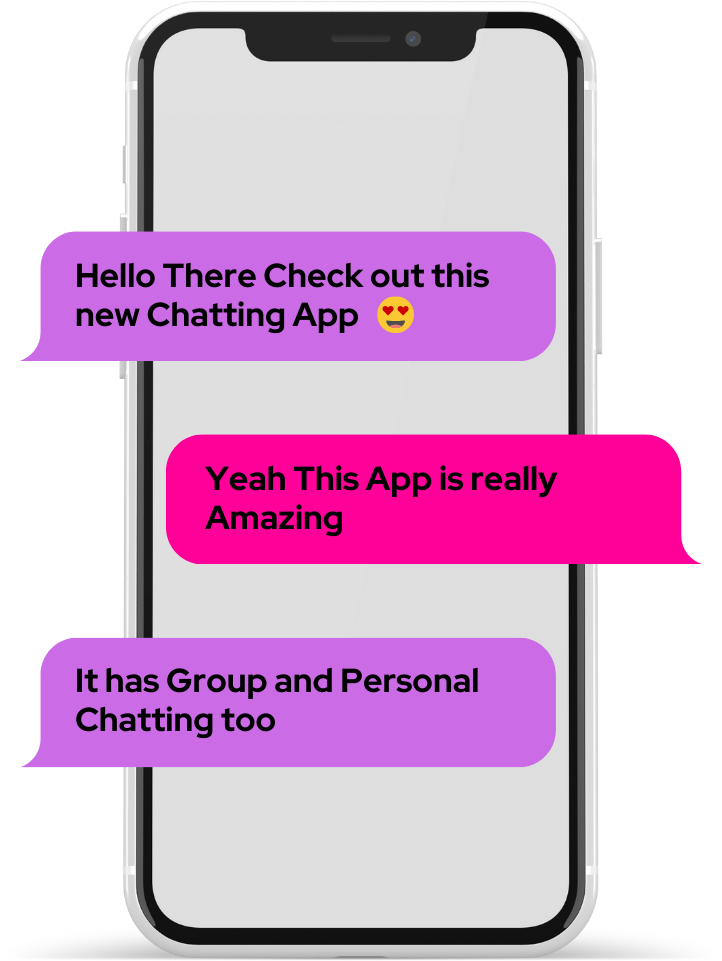 Hello There Check out this
new Chatting App 😍
Yeah This App is really
Amazing
It has Group and Personal
Chatting too